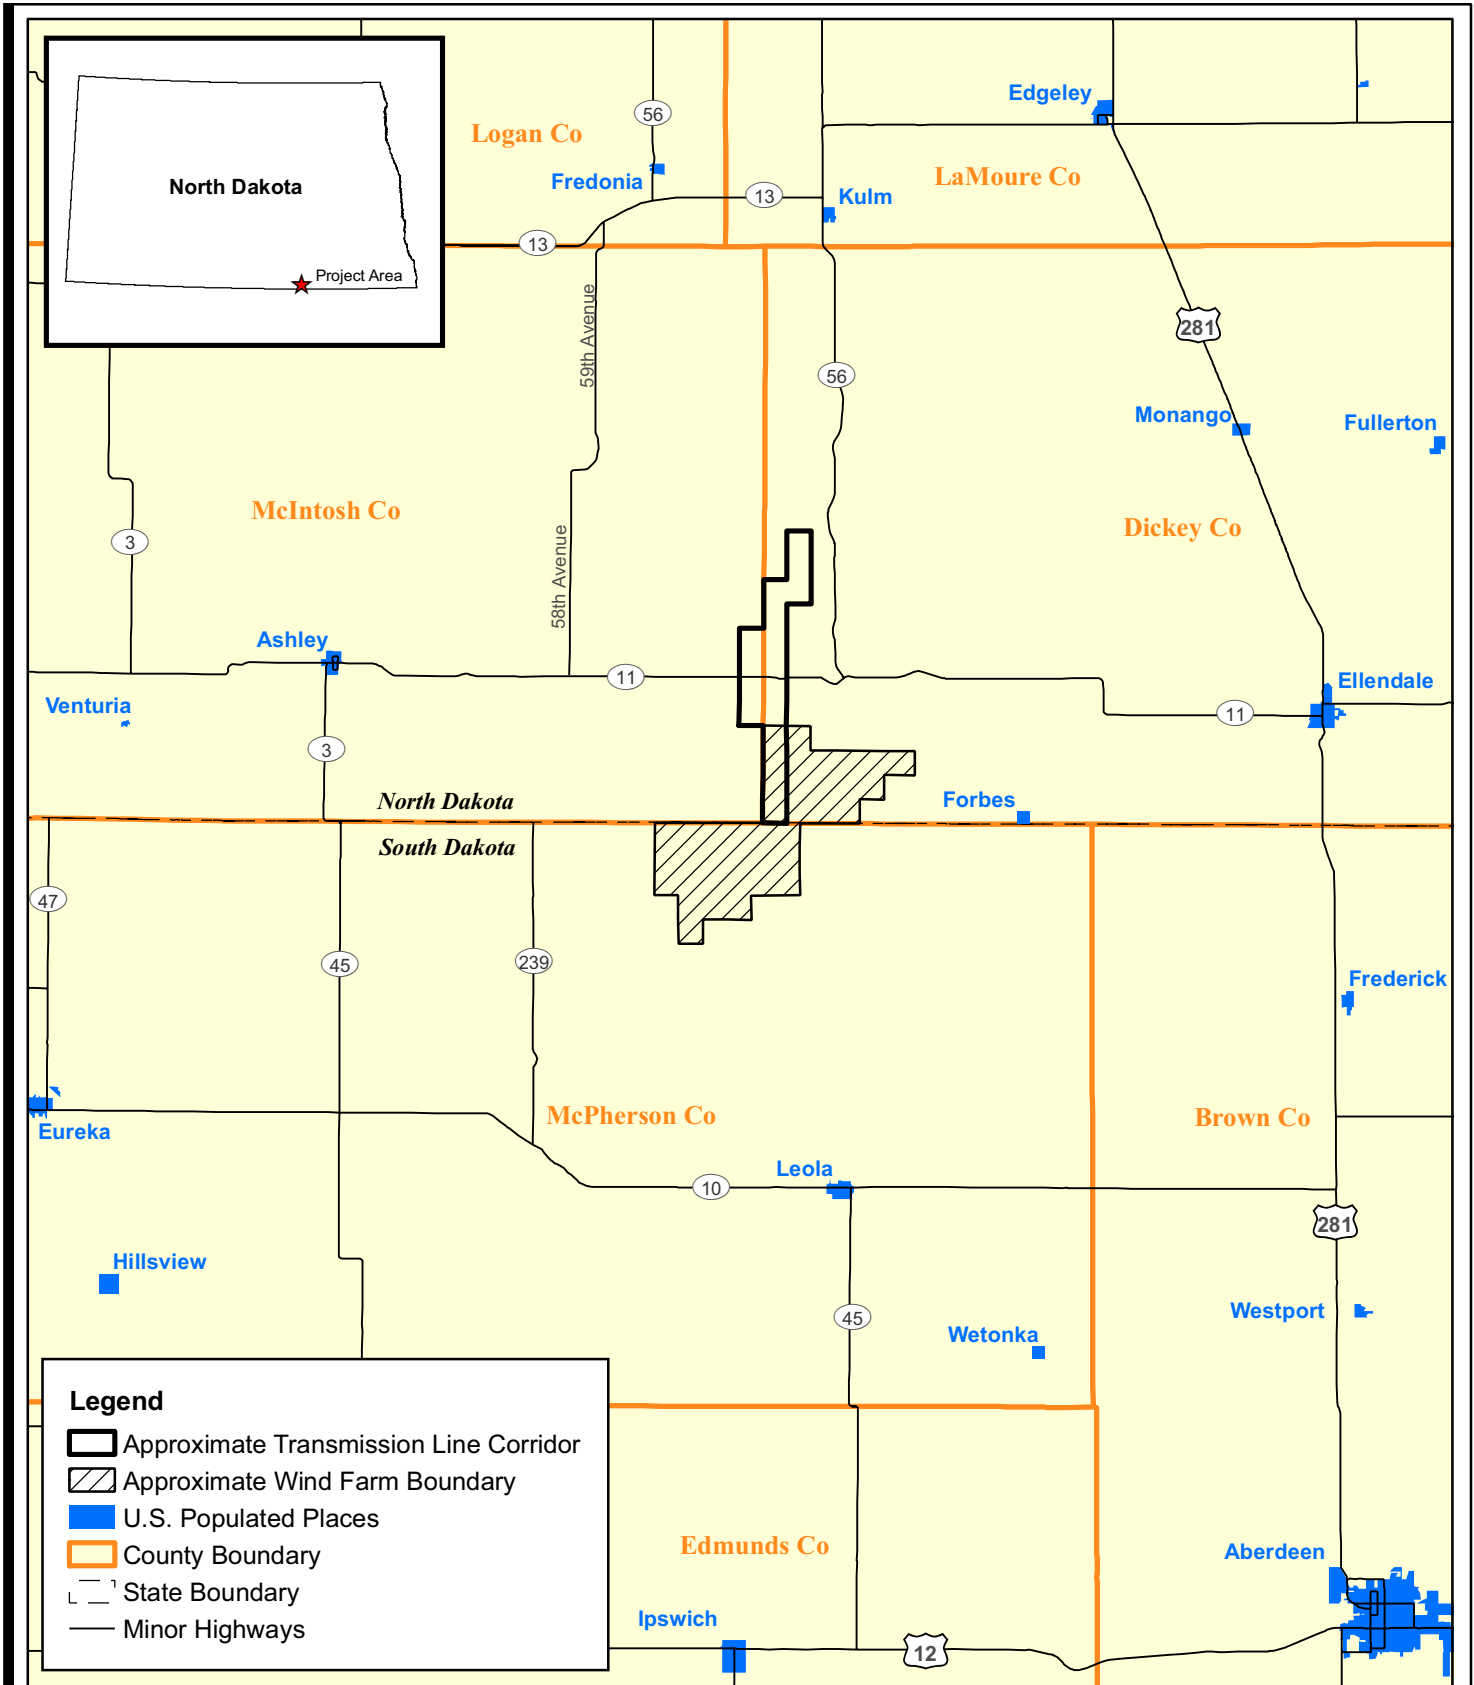 Edgeley
56
Logan Co
LaMoure Co
Fredonia
13
Kulm
North Dakota
13
Project Area
59th Avenue
281
56
Monango
Fullerton
McIntosh Co
Dickey Co
3
58th Avenue
Ashley
11
Ellendale
Venturia
11
3
North Dakota
Forbes
South Dakota
47
45
239
Frederick
McPherson Co
Brown Co
Eureka
Leola
10
281
Hillsview
Westport
45
Wetonka
Legend
Approximate Transmission Line Corridor
Approximate Wind Farm Boundary
U.S. Populated Places
County Boundary
State Boundary
Minor Highways
Edmunds Co
Aberdeen
Ipswich
12